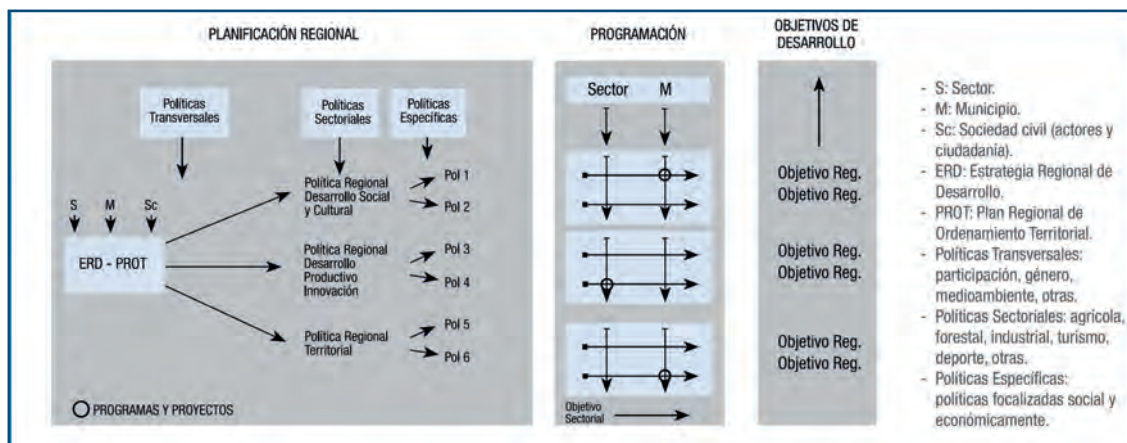 PLANIFICACIÓN REGIONAL
Políticas
Transversales
Políticas
Sectoriales
Políticas
Específicas
S
M
Sc
ERD - PROT
Política Regional
Desarrollo Social
y Cultural
Pol 1
Pol 2
Política Regional
Desarrollo
Productivo
Innovación
Pol 3
Pol 4
Política Regional
Territorial
Pol 5
Pol 6
PROGRAMAS Y PROYECTOS
PROGRAMACIÓN
Sector
M
Objetivo
Sectorial
OBJETIVOS DE
DESARROLLO
Objetivo Reg.
Objetivo Reg.
Objetivo Reg.
Objetivo Reg.
Objetivo Reg.
Objetivo Reg.
- S: Sector.
- M: Municipio.
- Sc: Sociedad civil (actores y
ciudadanía).
- ERD: Estrategia Regional de
Desarrollo.
- PROT: Plan Regional de
Ordenamiento Territorial.
- Políticas Transversales:
participación, género,
medioambiente, otras.
- Políticas Sectoriales: agrícola,
forestal, industrial, turismo,
deporte, otras.
- Políticas Específicas:
políticas focalizadas social y
económicamente.